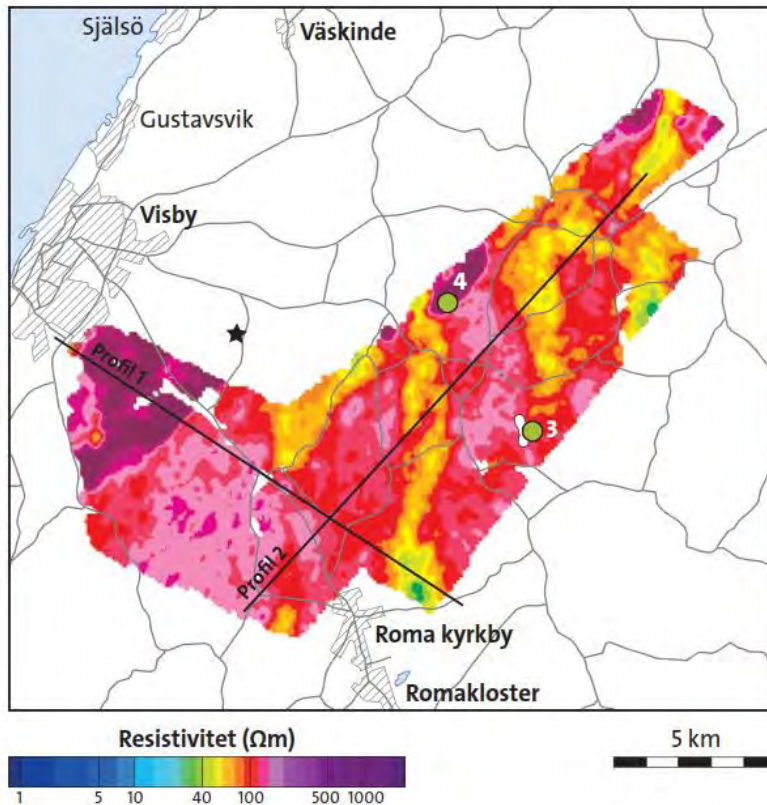 Själsö
Väskinde
Gustavsvik
Visby
4
Profil 1
3
Profil 2
Roma kyrkby
Romakloster
Resistivitet (Ωm)
5 km
1 5 10 40 100 500 1000